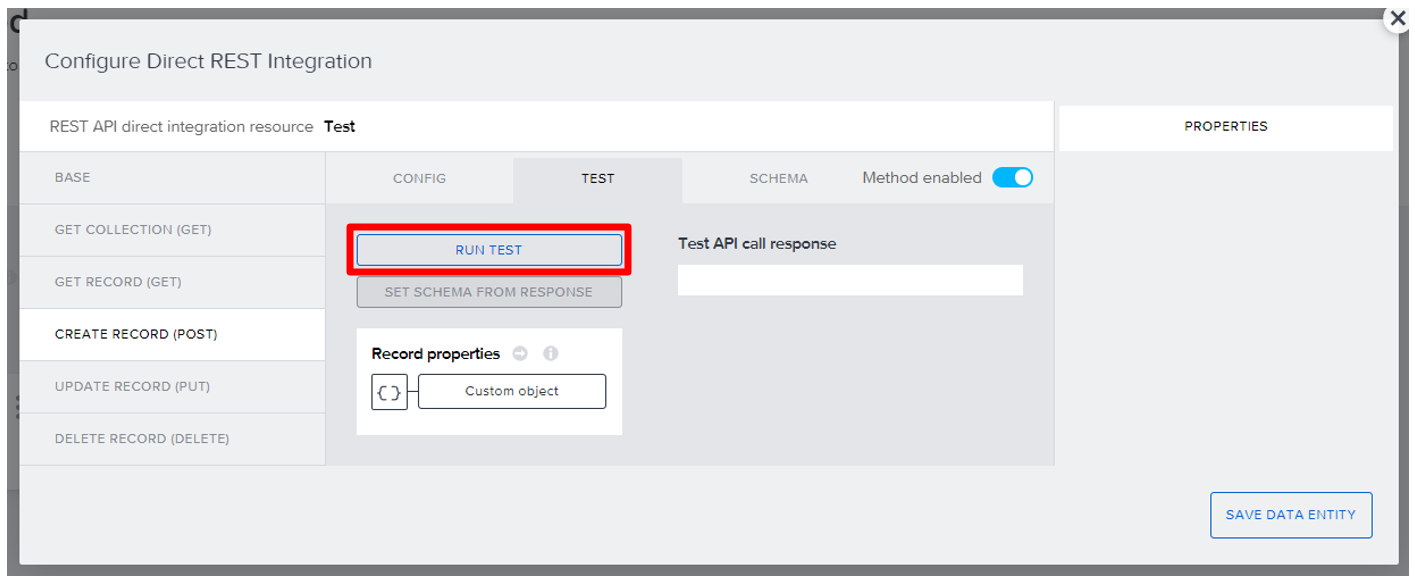 Configure Direct REST Integration
REST API direct integration resource Test
PROPERTIES
BASE
CONFIG
TEST
SCHEMA
Method enabled
GET COLLECTION (GET)
GET RECORD (GET)
CREATE RECORD (POST)
UPDATE RECORD (PUT)
DELETE RECORD (DELETE)
RUN TEST
SET SCHEMA FROM RESPONSE
Record properties
{} Custom object
Test API call response
SAVE DATA ENTITY